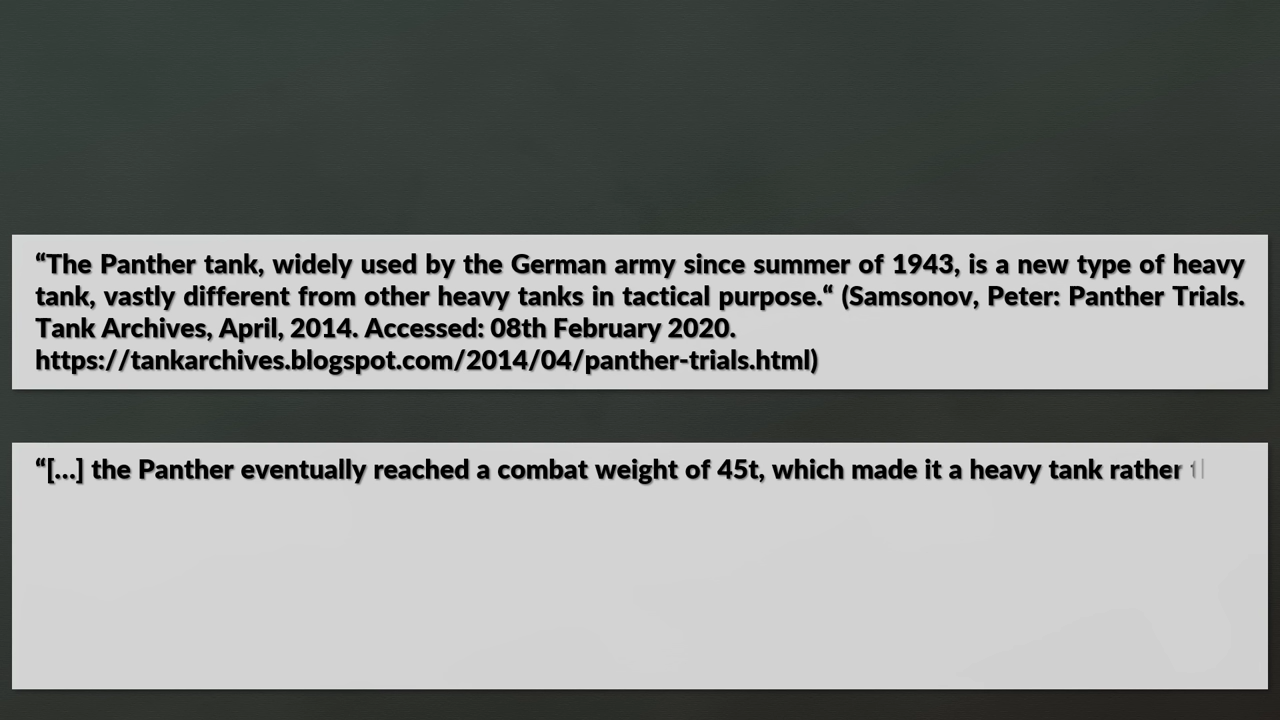 “The Panther tank, widely used by the German army since summer of 1943, is a new type of heavy
tank, vastly different from other heavy tanks in tactical purpose.“ (Samsonov, Peter: Panther Trials.
Tank Archives, April, 2014. Accessed: 08th February 2020.
https://tankarchives.blogspot.com/2014/04/panther-trials.html)
“[…] the Panther eventually reached a combat weight of 45t, which made it a heavy tank rather